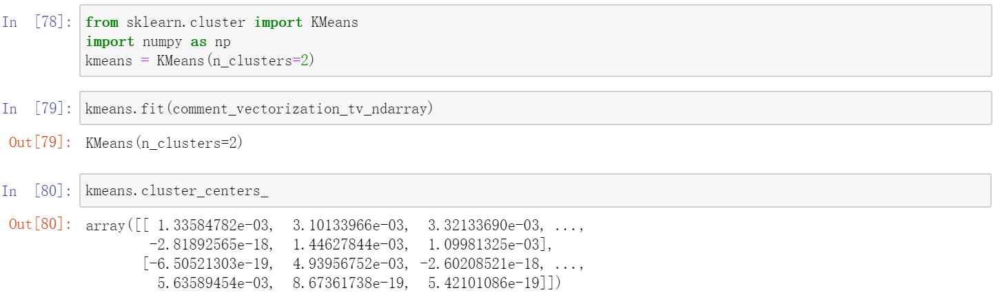 In [78]: from sklearn.cluster import KMeans
import numpy as np
kmeans = KMeans(n_clusters=2)
In [79]: kmeans.fit(comment_vectorization_tv_ndarray)
Out[79]: KMeans(n_clusters=2)
In [80]: kmeans.cluster_centers_
Out[80]: array([[ 1.33584782e-03, 3.10133966e-03, 3.32133690e-03, ...,
-2.81892565e-18, 1.44627844e-03, 1.09981325e-03],
[-6.50521303e-19, 4.93956752e-03, -2.60208521e-18, ...,
5.63589454e-03, 8.67361738e-19, 5.42101086e-19]])